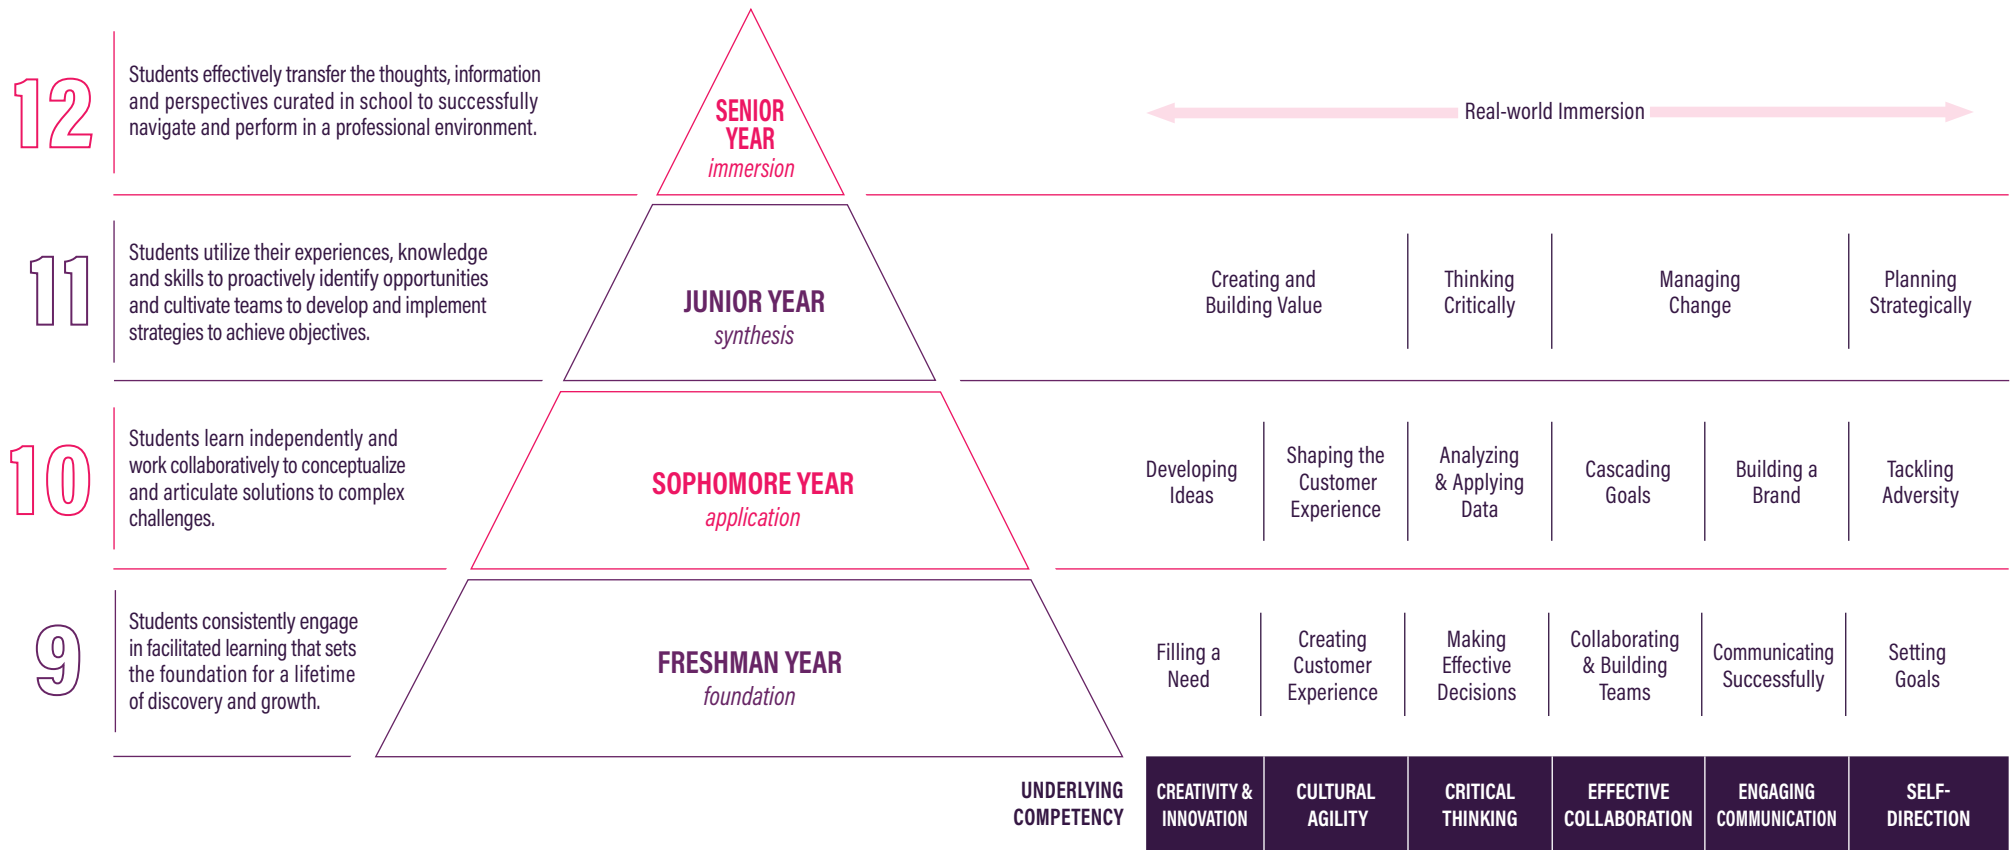 12
Students effectively transfer the thoughts, information
and perspectives curated in school to successfully
navigate and perform in a professional environment.
SENIOR
YEAR
immersion
Real-world Immersion
11
Students utilize their experiences, knowledge
and skills to proactively identify opportunities
and cultivate teams to develop and implement
strategies to achieve objectives.
JUNIOR YEAR
synthesis
Creating and
Building Value
Thinking
Critically
Managing
Change
Planning
Strategically
10
Students learn independently and
work collaboratively to conceptualize
and articulate solutions to complex
challenges.
SOPHOMORE YEAR
application
Developing
Ideas
Shaping the
Customer
Experience
Analyzing
& Applying
Data
Cascading
Goals
Building a
Brand
Tackling
Adversity
9
Students consistently engage
in facilitated learning that sets
the foundation for a lifetime
of discovery and growth.
FRESHMAN YEAR
foundation
Filling a
Need
Creating
Customer
Experience
Making
Effective
Decisions
Collaborating
& Building
Teams
Communicating
Successfully
Setting
Goals
UNDERLYING
COMPETENCY
CREATIVITY &
INNOVATION
CULTURAL
AGILITY
CRITICAL
THINKING
EFFECTIVE
COLLABORATION
ENGAGING
COMMUNICATION
SELF-
DIRECTION